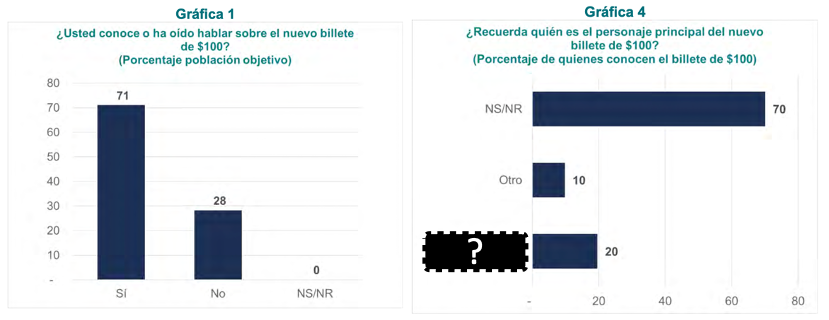 Gráfica 1
¿Usted conoce o ha oído hablar sobre el nuevo billete
de $100?
(Porcentaje población objetivo)
80
70
60
50
40
30
20
10
-
71
28
0
Sí No NS/NR
Gráfica 4
¿Recuerda quién es el personaje principal del nuevo
billete de $100?
(Porcentaje de quienes conocen el billete de $100)
NS/NR 70
Otro 10
? 20
- 20 40 60 80